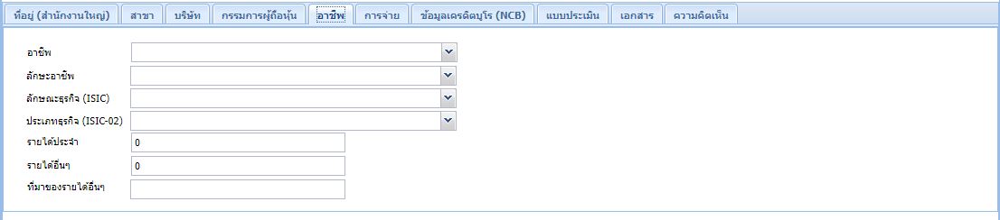 ที่อยู่ (สำนักงานใหญ่) สาขา บริษัท กรรมการผู้ถือหุ้น อาชีพ การจ่าย ข้อมูลเครดิตบูโร (NCB) แบบประเมิน เอกสาร ความคิดเห็น
อาชีพ
ลักษะอาชีพ
ลักษณะธุรกิจ (ISIC)
ประเภทธุรกิจ (ISIC-02)
รายได้ประจำ 0
รายได้อื่นๆ 0
ที่มาของรายได้อื่นๆ